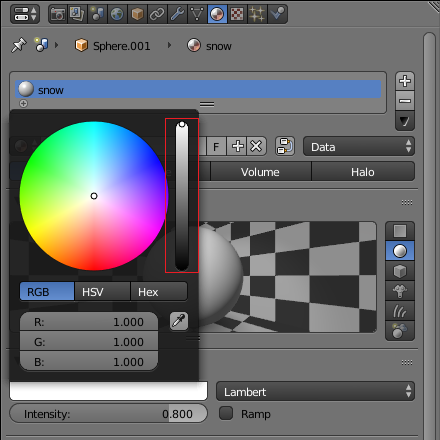 Sphere.001 snow
snow
F Data
Volume Halo
RGB HSV Hex
R: 1.000
G: 1.000
B: 1.000
Lambert
Intensity: 0.800 Ramp